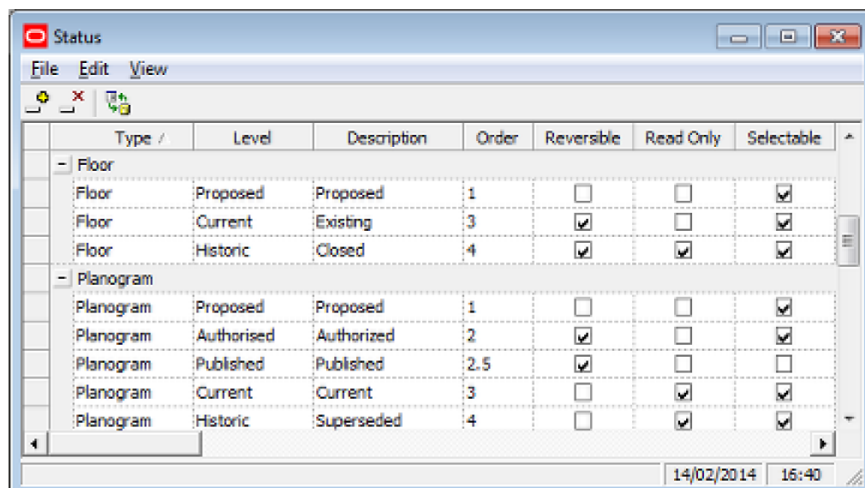 Status
File Edit View
Type / Level Description Order Reversible Read Only Selectable
Floor
Floor Proposed Proposed 1
Floor Current Existing 3
Floor Historic Closed 4
Planogram
Planogram Proposed Proposed 1
Planogram Authorised Authorized 2
Planogram Published Published 2.5
Planogram Current Current 3
Planogram Historic Superseded 4
14/02/2014 16:40